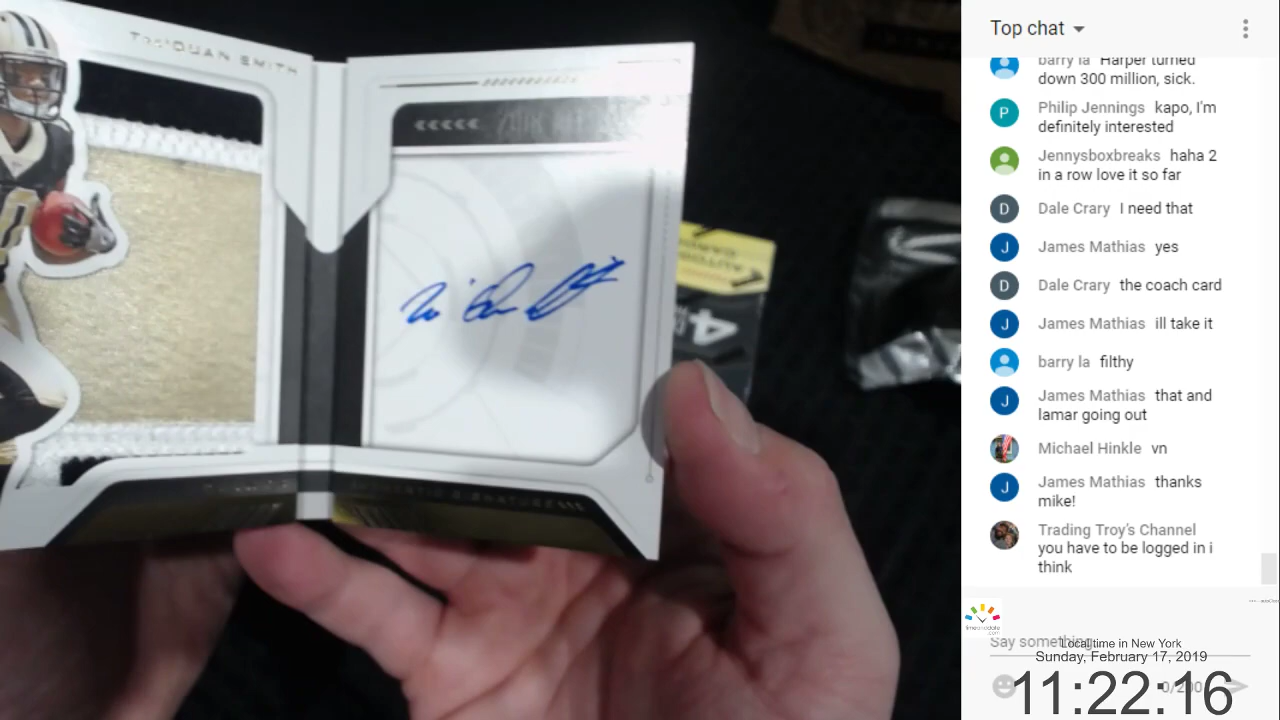 Tre'QUAN SMITH
Top chat
barry la Harper turned
down 300 million, sick.
Philip Jennings kapo, I'm
definitely interested
Jennysboxbreaks haha 2
in a row love it so far
Dale Crary I need that
James Mathias yes
Dale Crary the coach card
James Mathias ill take it
barry la filthy
James Mathias that and
lamar going out
Michael Hinkle vn
James Mathias thanks
mike!
Trading Troy's Channel
you have to be logged in i
think
Say something...
Local time in New York
Sunday, February 17, 2019
11:22:16
4